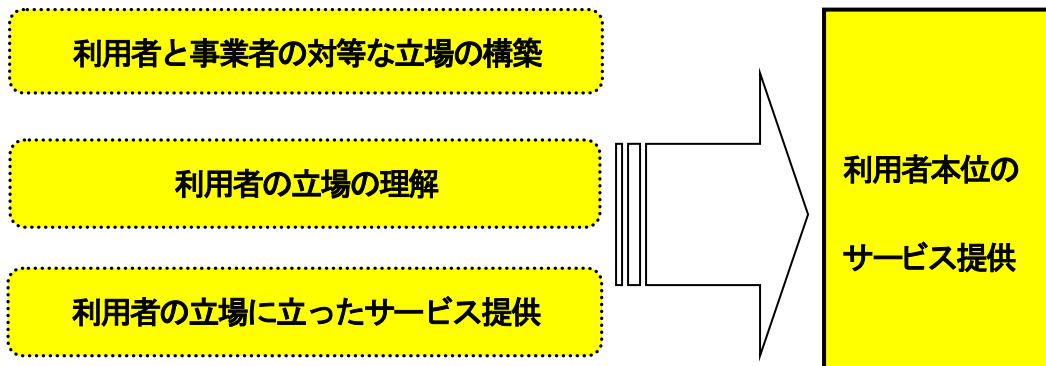 利用者と事業者の対等な立場の構築
利用者の立場の理解
利用者の立場に立ったサービス提供
利用者本位の
サービス提供